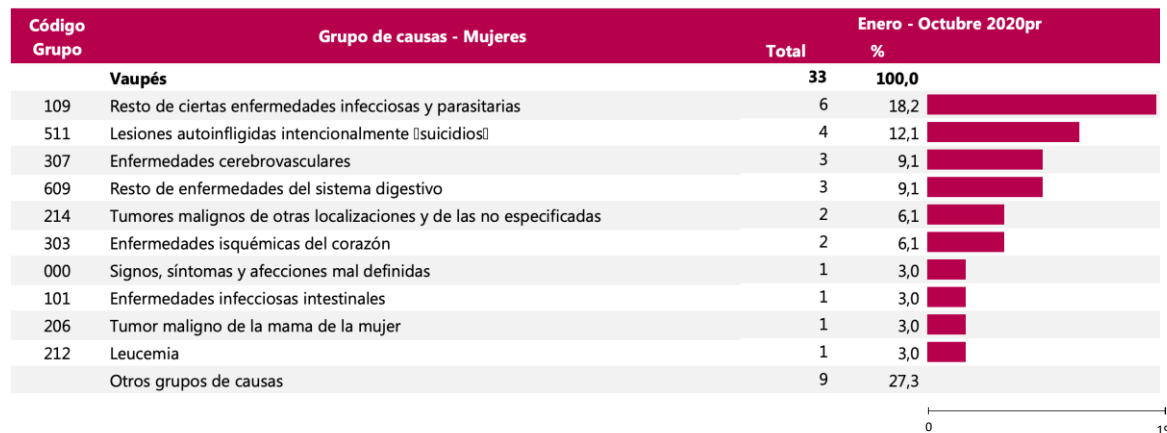 Código Grupo Grupo de causas - Mujeres Enero - Octubre 2020pr
Total %
Vaupés 33 100,0
109 Resto de ciertas enfermedades infecciosas y parasitarias 6 18,2
511 Lesiones autoinfligidas intencionalmente ▯suicidios▯ 4 12,1
307 Enfermedades cerebrovasculares 3 9,1
609 Resto de enfermedades del sistema digestivo 3 9,1
214 Tumores malignos de otras localizaciones y de las no especificadas 2 6,1
303 Enfermedades isquémicas del corazón 2 6,1
000 Signos, síntomas y afecciones mal definidas 1 3,0
101 Enfermedades infecciosas intestinales 1 3,0
206 Tumor maligno de la mama de la mujer 1 3,0
212 Leucemia 1 3,0
Otros grupos de causas 9 27,3
0